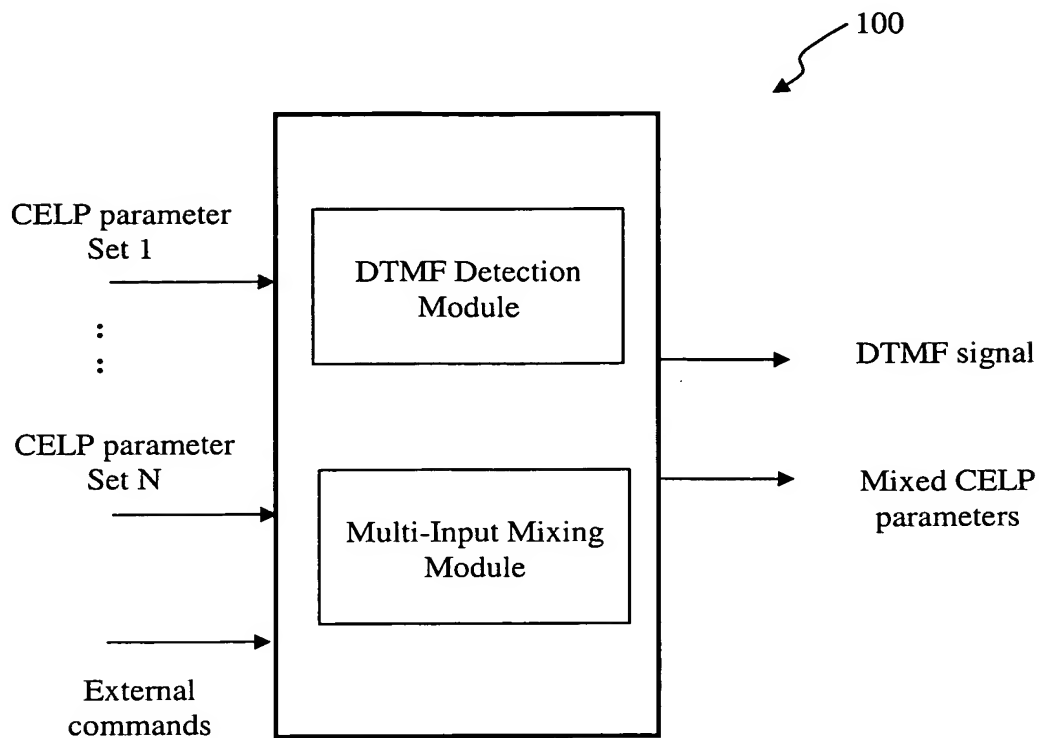 100
CELP parameter
Set 1
:
:
CELP parameter
Set N
External
commands
DTMF Detection
Module
Multi-Input Mixing
Module
DTMF signal
Mixed CELP
parameters